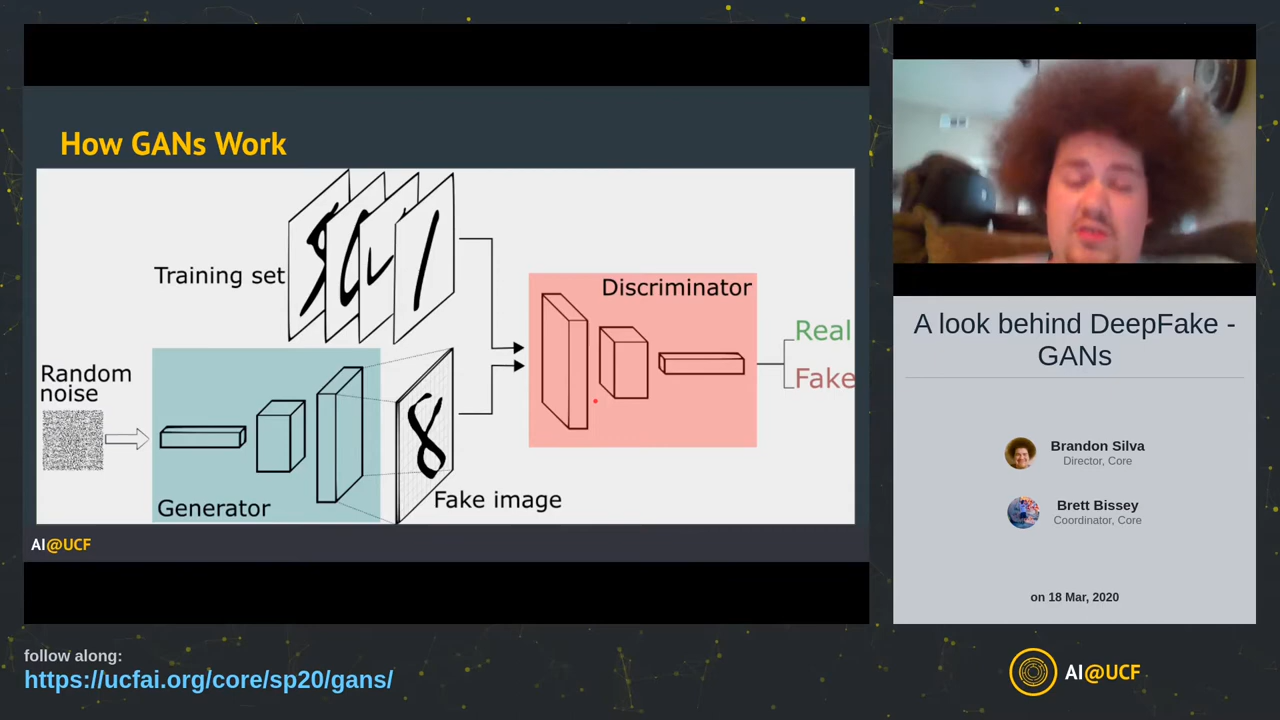 How GANs Work
Training set
Discriminator
Real
Fake
Random
noise
8
Generator
Fake image
AI@UCF
A look behind DeepFake -
GANs
Brandon Silva
Director, Core
Brett Bissey
Coordinator, Core
on 18 Mar, 2020
follow along:
https://ucfai.org/core/sp20/gans/
AI@UCF